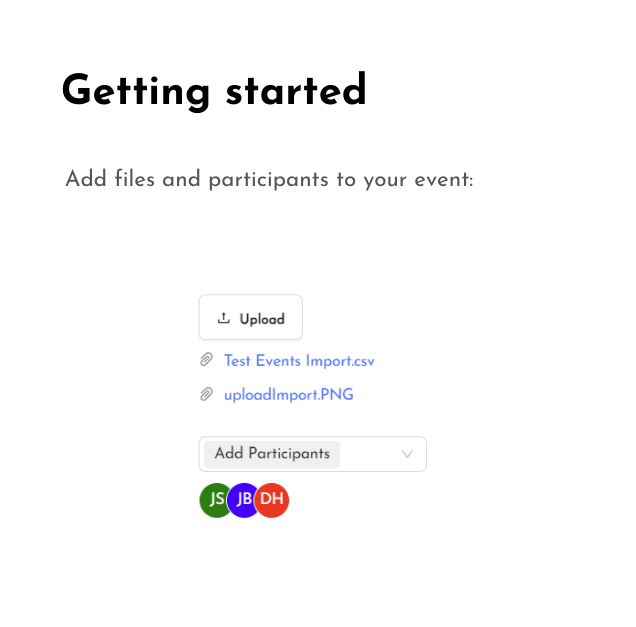 Getting started
Add files and participants to your event:
Upload
Test Events Import.csv
uploadImport.PNG
Add Participants
JS JB DH